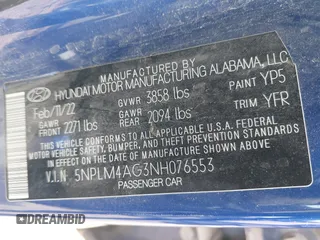 MANUFACTURED BY
HYUNDAI MOTOR MANUFACTURING ALABAMA, LLC
Feb/11/22 GVWR 3858 lbs PAINT YP5
GAWR FRONT 2271 lbs GAWR REAR 2094 lbs TRIM YFR
THIS VEHICLE CONFORMS TO ALL APPLICABLE U.S.A. FEDERAL MOTOR
VEHICLE SAFETY, BUMPER, AND THEFT PREVENTION STANDARDS IN
EFFECT ON THE DATE OF MANUFACTURE SHOWN ABOVE.
V.I.N. 5NPLM4AG3NH076553
PASSENGER CAR
DREAMBID